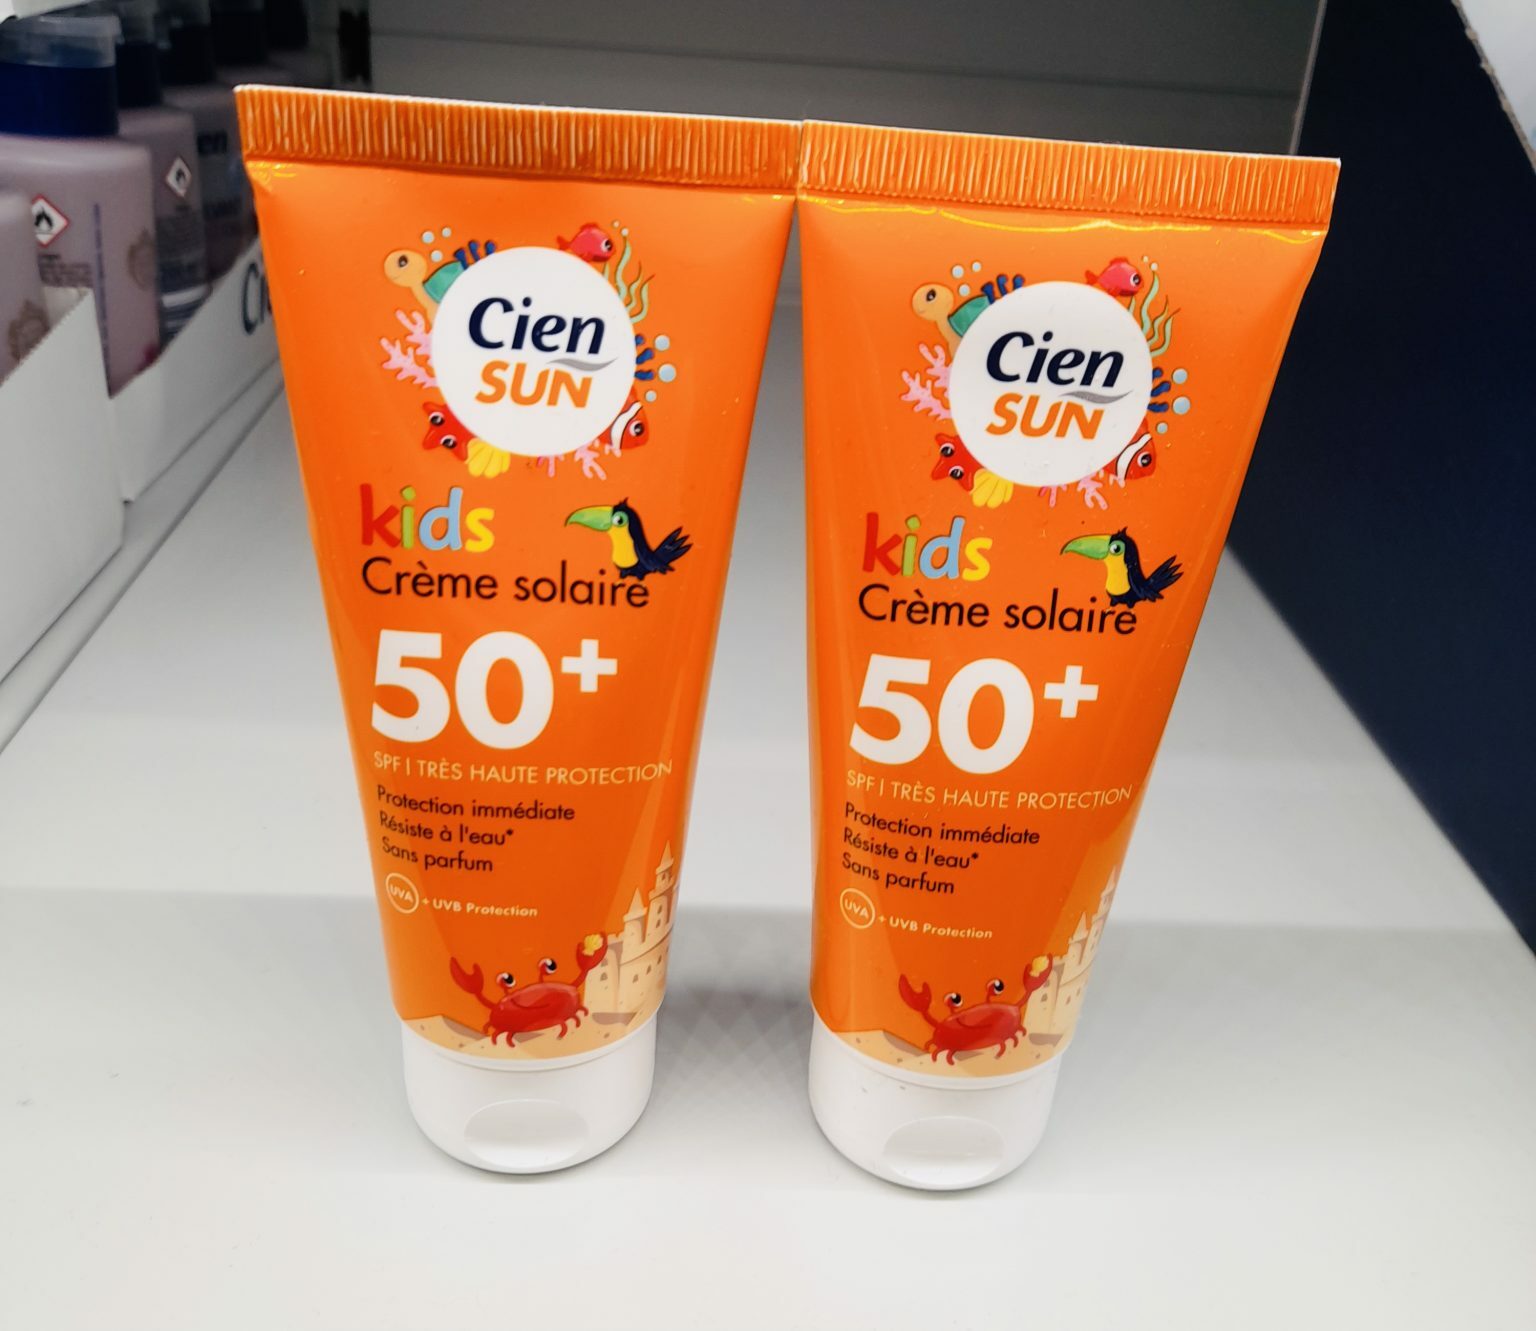 Cien
SUN
kids
Crème solaire
50+
SPF | TRÈS HAUTE PROTECTION
Protection immédiate
Résiste à l'eau*
Sans parfum
UVA + UVB Protection
Cien
SUN
kids
Crème solaire
50+
SPF | TRÈS HAUTE PROTECTION
Protection immédiate
Résiste à l'eau*
Sans parfum
UVA + UVB Protection